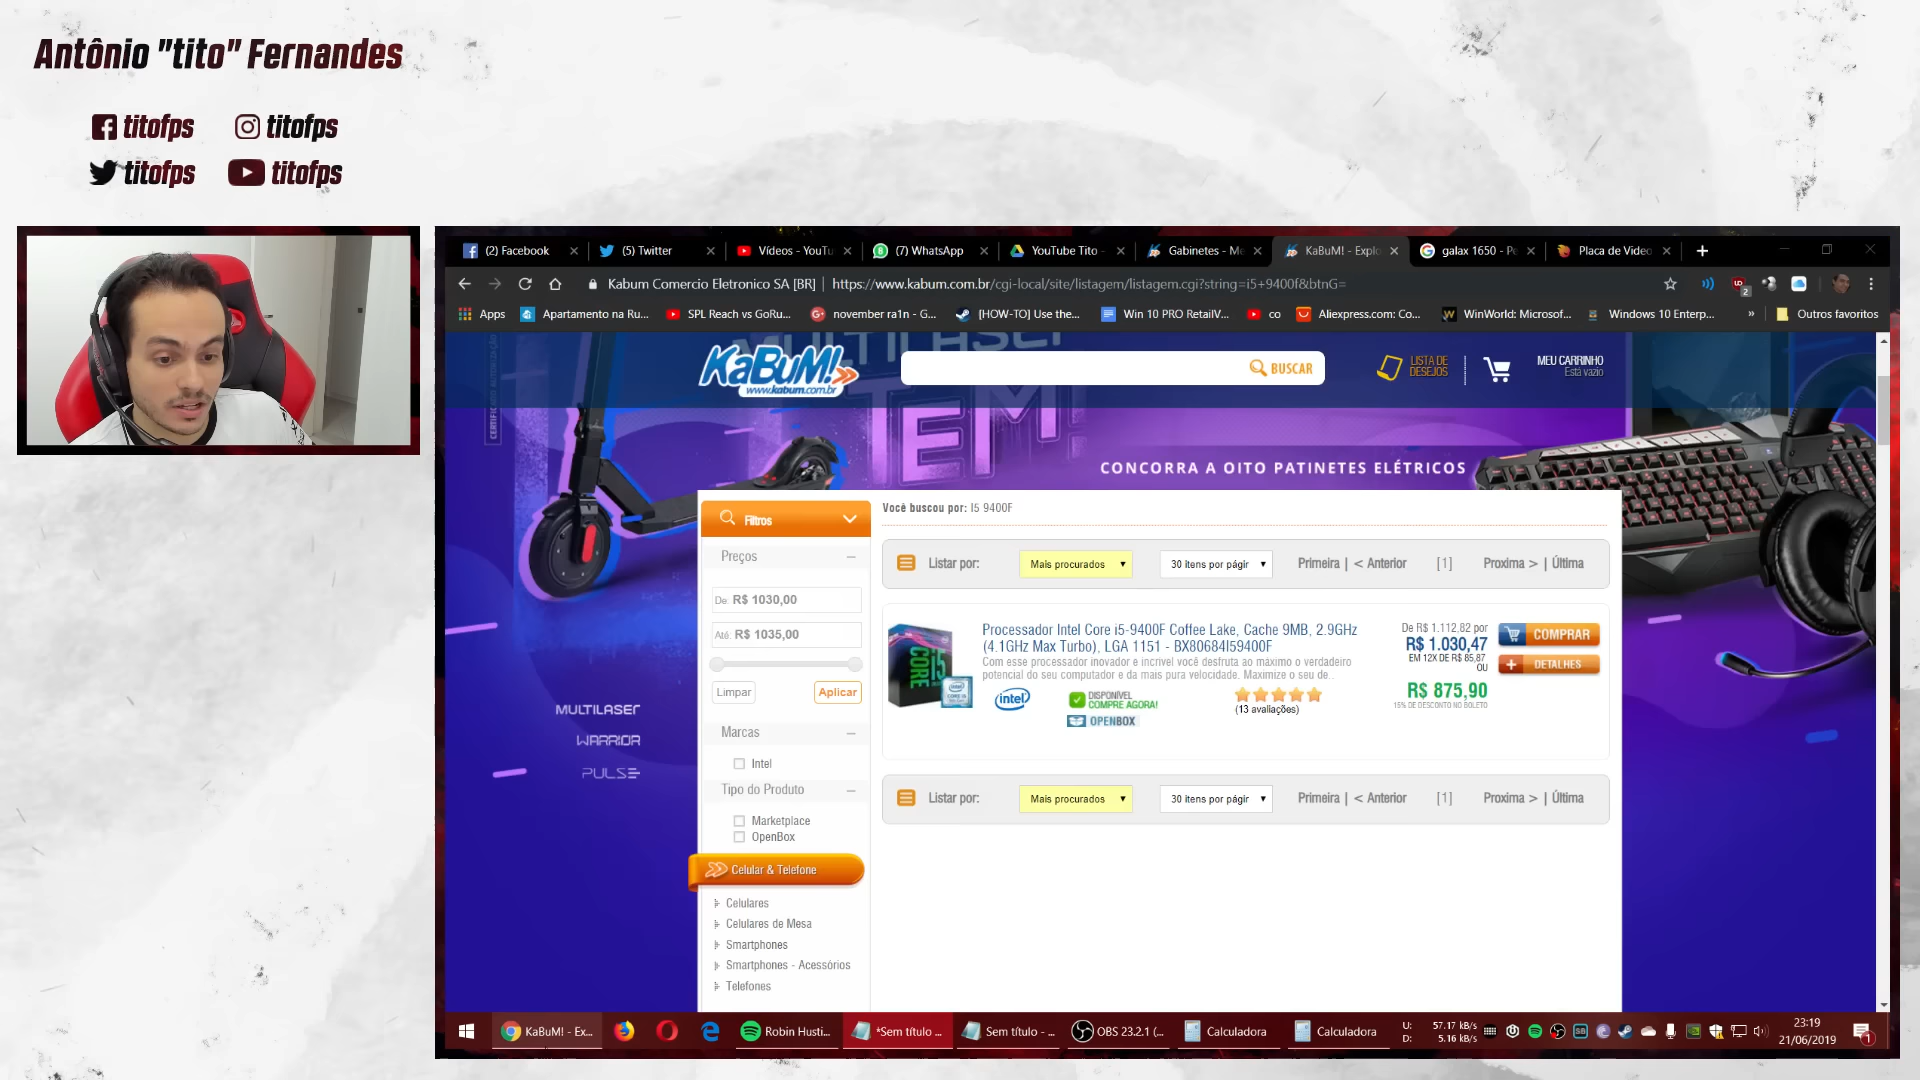 Antônio "tito" Fernandes
titofps
titofps
titofps
titofps
(2) Facebook
(5) Twitter
Vídeos - YouTu
(7) WhatsApp
YouTube Tito -
Gabinetes - Me
KaBuM! - Explo
galax 1650 - Pe
Placa de Video
Kabum Comercio Eletronico SA [BR]
https://www.kabum.com.br/cgi-local/site/listagem/listagem.cgi?string=i5+9400f&btnG=
Apps
Apartamento na Ru...
SPL Reach vs GoRu...
november ra1n - G...
[HOW-TO] Use the...
Win 10 PRO RetailV...
co
Aliexpress.com: Co...
WinWorld: Microsof...
Windows 10 Enterp...
»
Outros favoritos
KaBuM!
www.kabum.com.br
BUSCAR
LISTA DE
DESEJOS
MEU CARRINHO
Está vazio
TEM!
CONCORRA A OITO PATINETES ELÉTRICOS
MULTILASER
WARRIOR
PULSE
Filtros
Preços
De: R$ 1030,00
Até: R$ 1035,00
Limpar
Aplicar
Marcas
Intel
Tipo do Produto
Marketplace
OpenBox
Celular & Telefone
Celulares
Celulares de Mesa
Smartphones
Smartphones - Acessórios
Telefones
Você buscou por: I5 9400F
Listar por:
Mais procurados
30 itens por págir
Primeira | < Anterior
[1]
Proxima > | Última
Processador Intel Core i5-9400F Coffee Lake, Cache 9MB, 2.9GHz
(4.1GHz Max Turbo), LGA 1151 - BX80684I59400F
Com esse processador inovador e incrível você desfruta ao máximo o verdadeiro
potencial do seu computador e da mais pura velocidade. Maximize o seu de..
CORE i5
intel
DISPONÍVEL
COMPRE AGORA!
OPENBOX
(13 avaliações)
De R$ 1.112,82 por
R$ 1.030,47
EM 12X DE R$ 85,87
OU
R$ 875,90
15% DE DESCONTO NO BOLETO
COMPRAR
DETALHES
Listar por:
Mais procurados
30 itens por págir
Primeira | < Anterior
[1]
Proxima > | Última
KaBuM! - Ex...
Robin Husti...
*Sem título ...
Sem título - ...
OBS 23.2.1 (...
Calculadora
Calculadora
U: 57.17 kB/s
D: 5.16 kB/s
23:19
21/06/2019
1